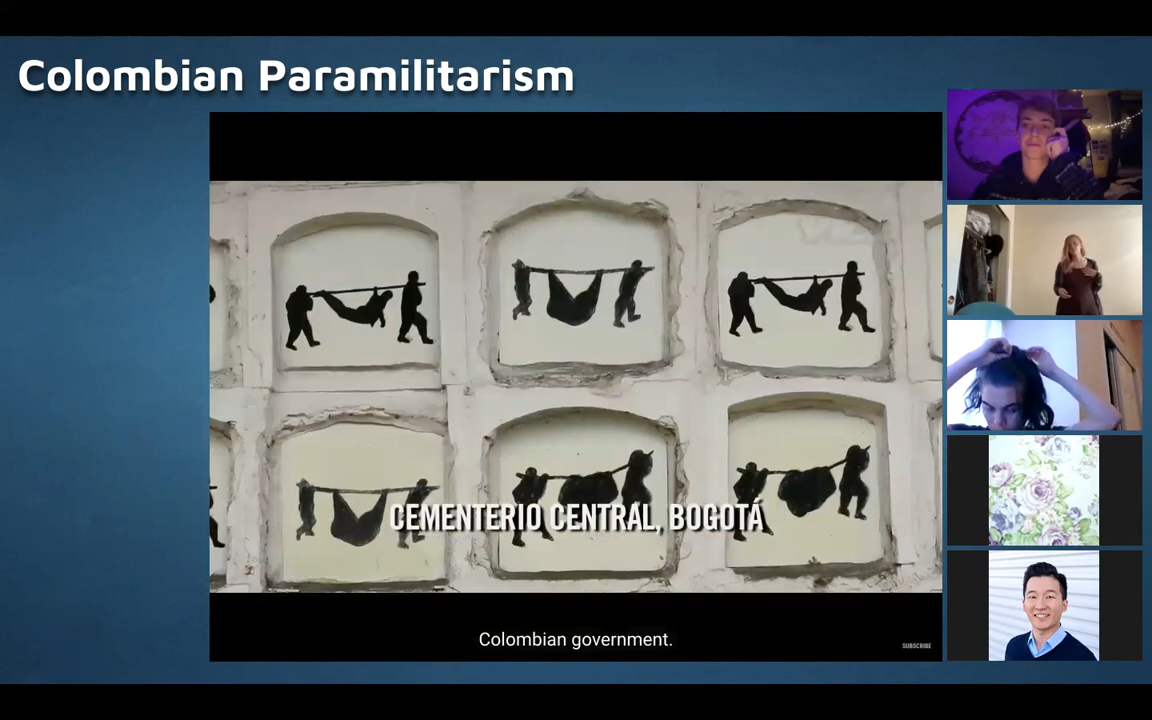 Colombian Paramilitarism
CEMENTERIO CENTRAL, BOGOTÁ
Colombian government.
SUBSCRIBE